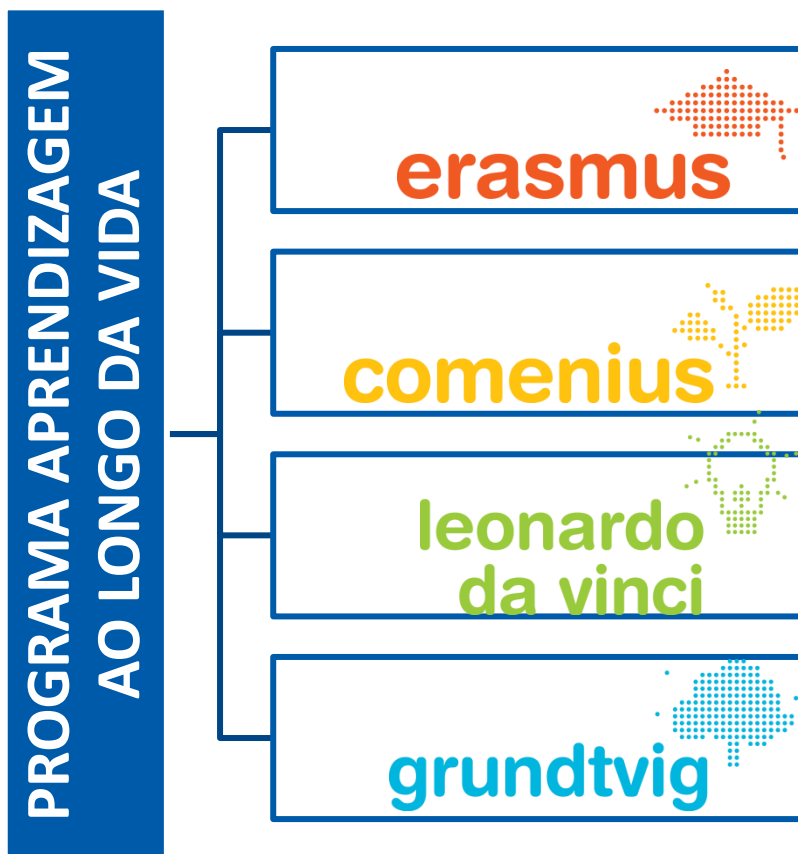 PROGRAMA APRENDIZAGEM
AO LONGO DA VIDA
erasmus
comenius
leonardo
da vinci
grundtvig